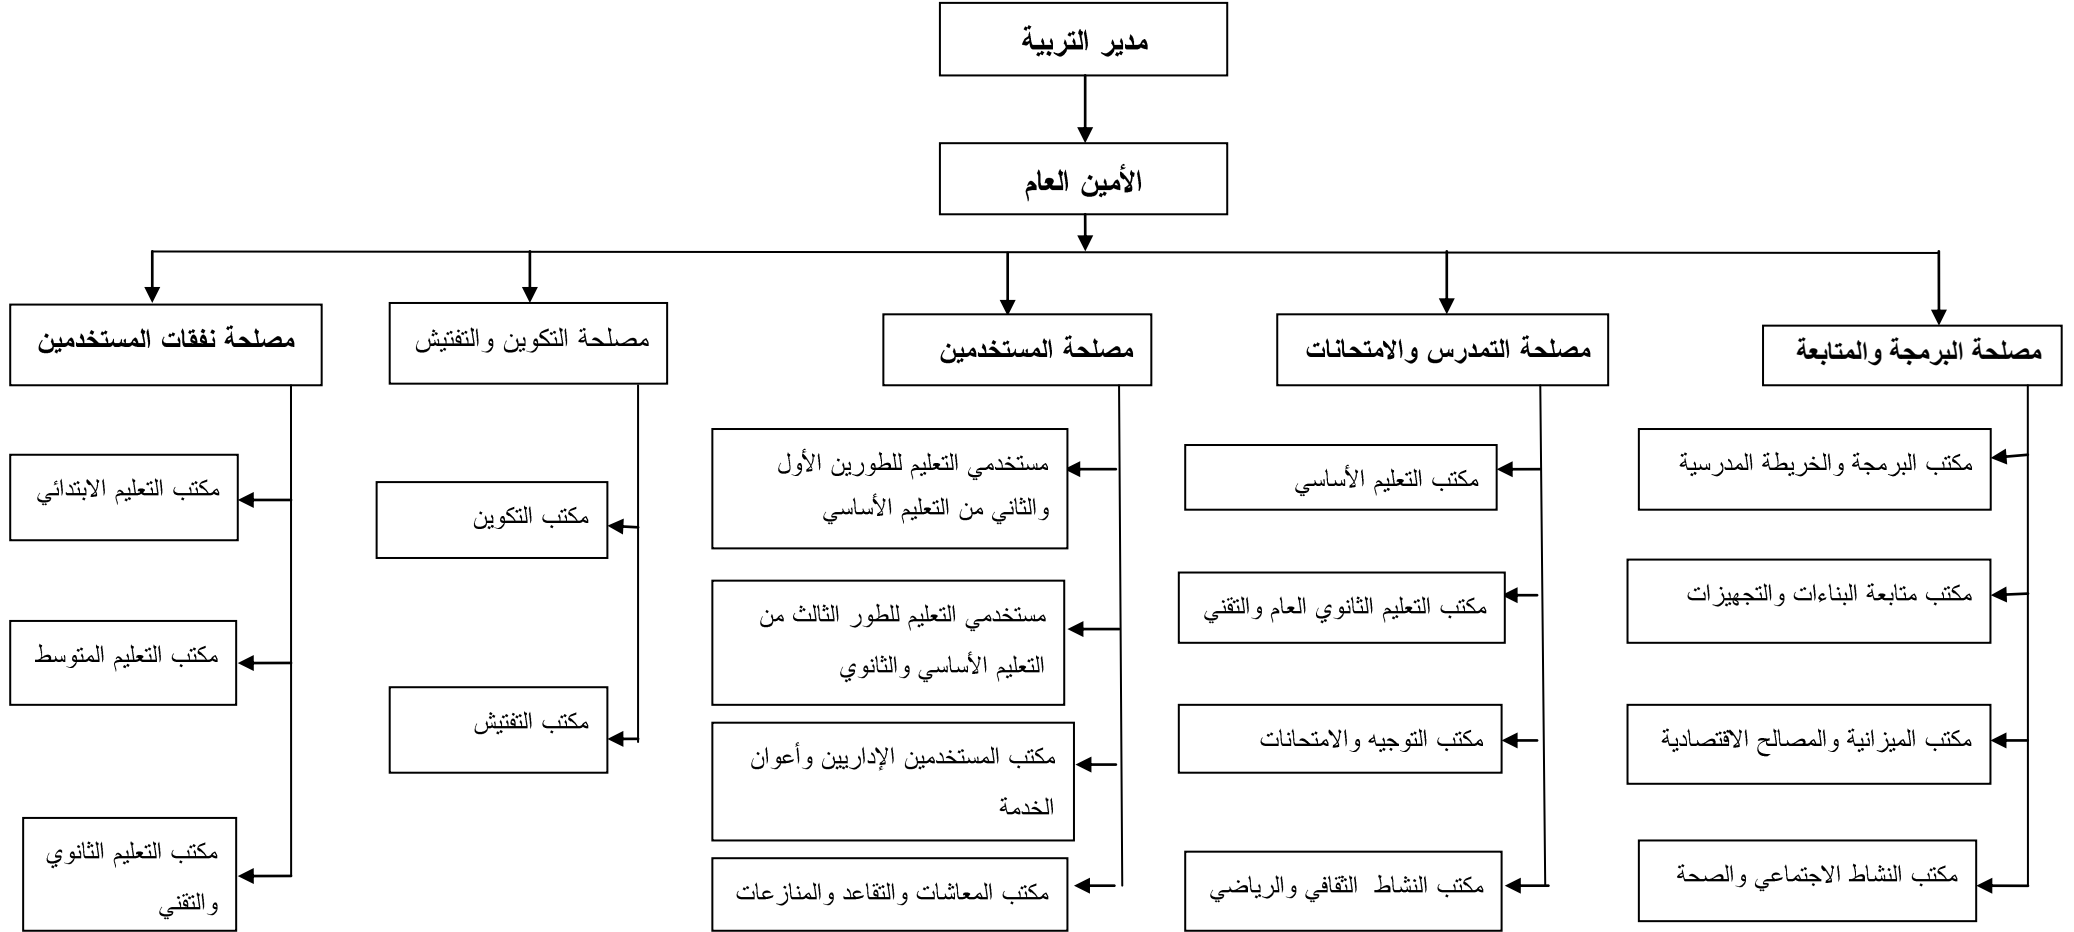 مدير التربية
الأمين العام
مصلحة البرمجة والمتابعة
مكتب البرمجة والخريطة المدرسية
مكتب متابعة البناءات والتجهيزات
مكتب الميزانية والمصالح الاقتصادية
مكتب النشاط الاجتماعي والصحة
مصلحة التمدرس والامتحانات
مكتب التعليم الأساسي
مكتب التعليم الثانوي العام والتقني
مكتب التوجيه والامتحانات
مكتب النشاط الثقافي والرياضي
مصلحة المستخدمين
مستخدمي التعليم للطورين الأول
والثاني من التعليم الأساسي
مستخدمي التعليم للطور الثالث من
التعليم الأساسي والثانوي
مكتب المستخدمين الإداريين وأعوان
الخدمة
مكتب المعاشات والتقاعد والمنازعات
مصلحة التكوين والتفتيش
مكتب التكوين
مكتب التفتيش
مصلحة نفقات المستخدمين
مكتب التعليم الابتدائي
مكتب التعليم المتوسط
مكتب التعليم الثانوي
والتقني